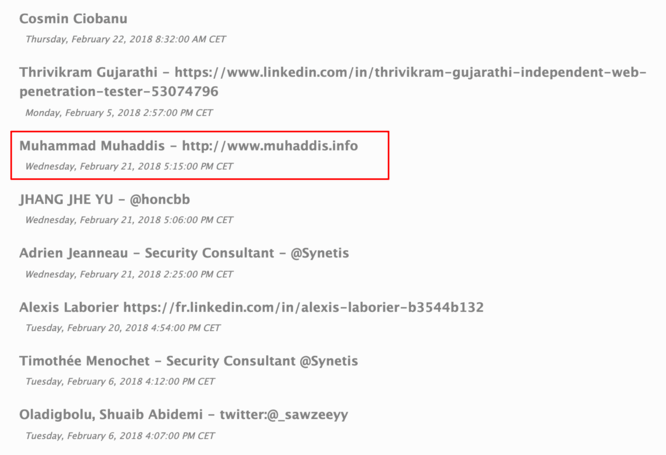 Cosmin Ciobanu
Thursday, February 22, 2018 8:32:00 AM CET
Thrivikram Gujarathi - https://www.linkedin.com/in/thrivikram-gujarathi-independent-web-
penetration-tester-53074796
Monday, February 5, 2018 2:57:00 PM CET
Muhammad Muhaddis - http://www.muhaddis.info
Wednesday, February 21, 2018 5:15:00 PM CET
JHANG JHE YU - @honcbb
Wednesday, February 21, 2018 5:06:00 PM CET
Adrien Jeanneau - Security Consultant - @Synetis
Wednesday, February 21, 2018 2:25:00 PM CET
Alexis Laborier https://fr.linkedin.com/in/alexis-laborier-b3544b132
Tuesday, February 20, 2018 4:54:00 PM CET
Timothée Menochet - Security Consultant @Synetis
Tuesday, February 6, 2018 4:12:00 PM CET
Oladigbolu, Shuaib Abidemi - twitter:@_sawzeeyy
Tuesday, February 6, 2018 4:07:00 PM CET